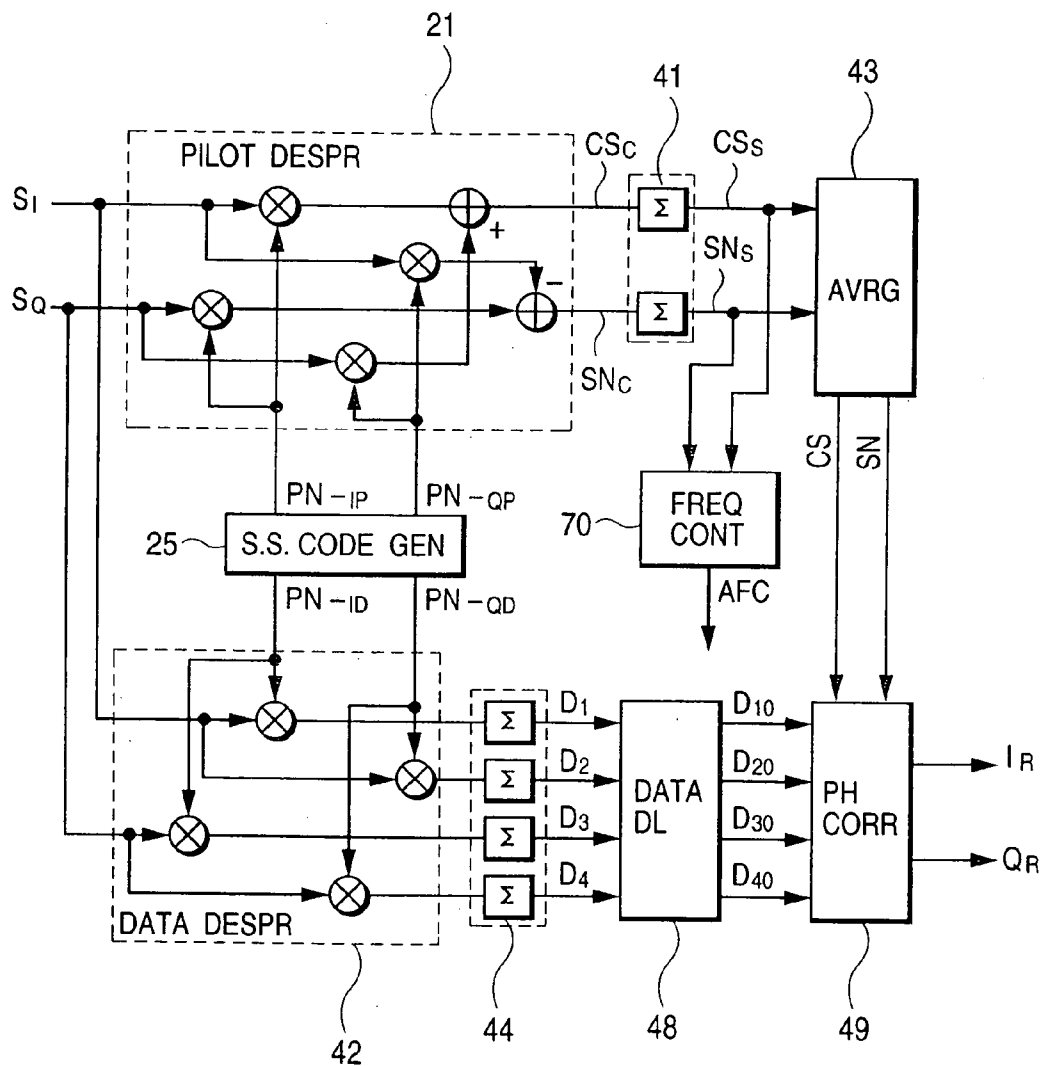 21
41
43
PILOT DESPR
CSC
CSS
SI
Σ
+
SNS
AVRG
SQ
−
Σ
SNC
CS
SN
PN-IP
PN-QP
FREQ
CONT
70
25
S.S. CODE GEN
PN-ID
PN-QD
AFC
Σ
D1
D10
IR
Σ
D2
DATA
DL
D20
PH
CORR
Σ
D3
D30
QR
Σ
D4
D40
DATA DESPR
42
44
48
49